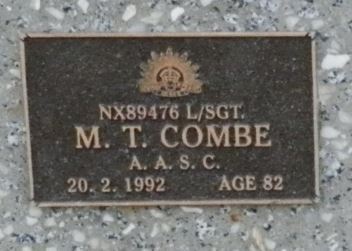 NX89476 L/SGT.
M. T. COMBE
A. A. S. C.
20. 2. 1992 AGE 82